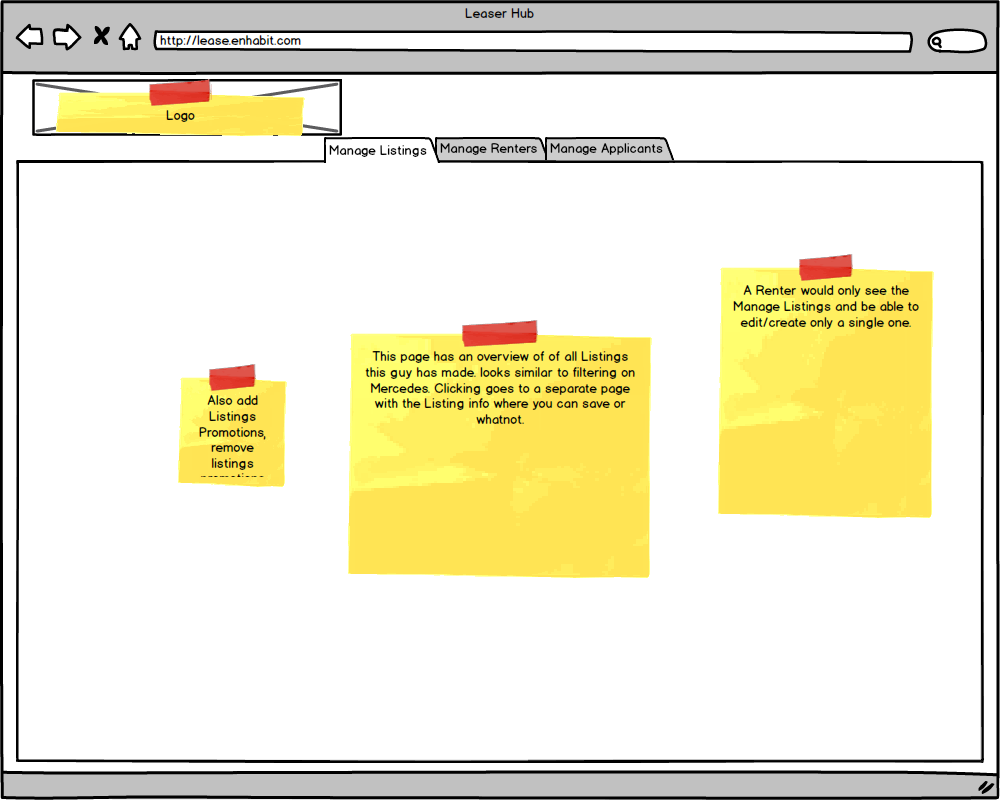 Leaser Hub
http://lease.enhabit.com
Logo
Manage Listings
Manage Renters
Manage Applicants
A Renter would only see the
Manage Listings and be able to
edit/create only a single one.
This page has an overview of of all Listings
this guy has made. looks similar to filtering on
Mercedes. Clicking goes to a separate page
with the Listing info where you can save or
whatnot.
Also add
Listings
Promotions,
remove
listings